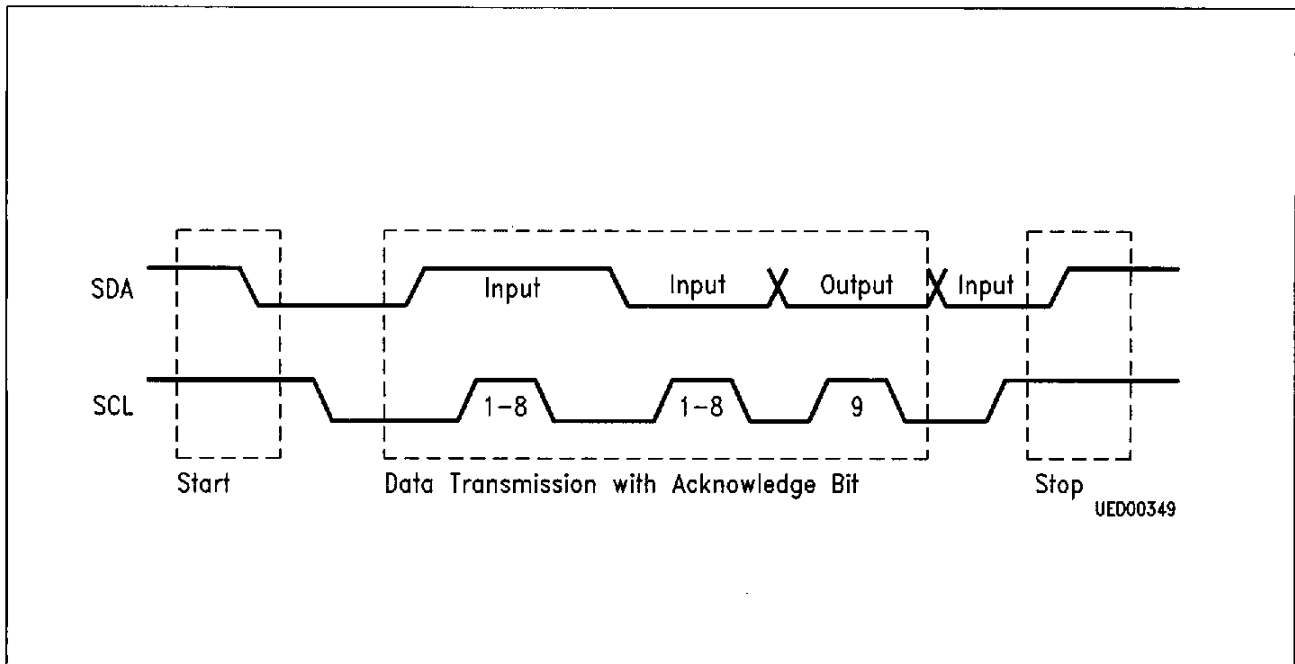 SDA Input Input Output Input
SCL 1-8 1-8 9
Start Data Transmission with Acknowledge Bit Stop
UED00349